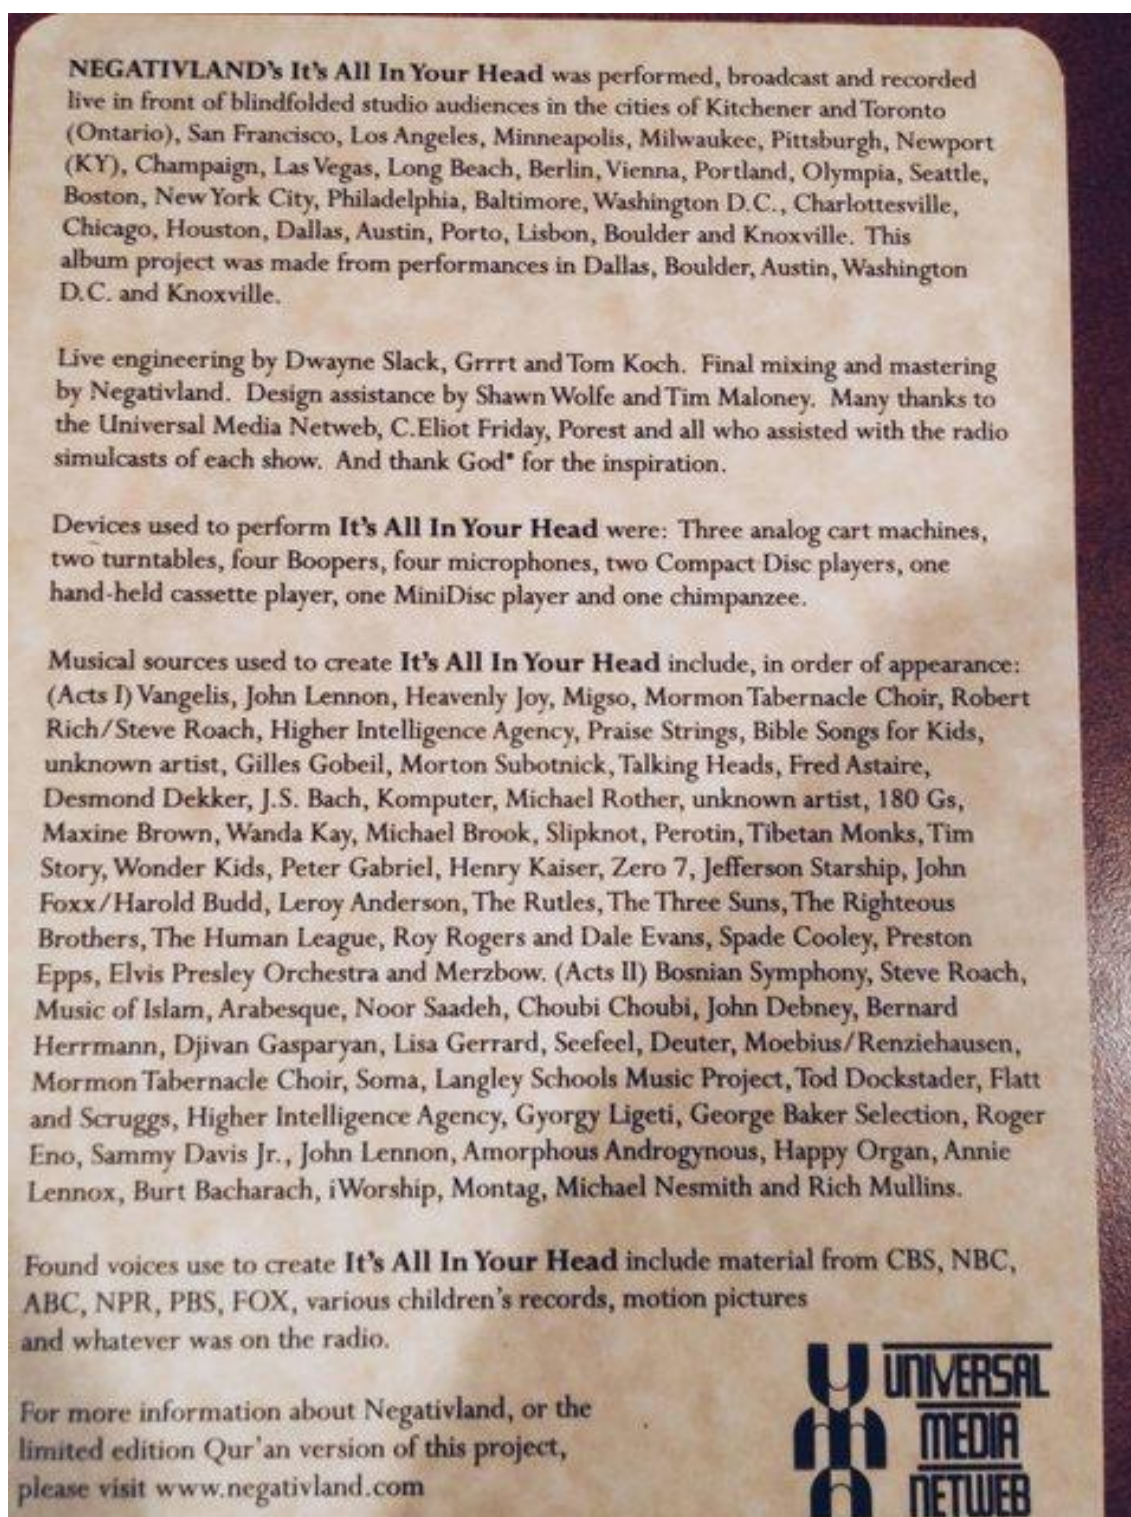 NEGATIVLAND's It's All In Your Head was performed, broadcast and recorded
live in front of blindfolded studio audiences in the cities of Kitchener and Toronto
(Ontario), San Francisco, Los Angeles, Minneapolis, Milwaukee, Pittsburgh, Newport
(KY), Champaign, Las Vegas, Long Beach, Berlin, Vienna, Portland, Olympia, Seattle,
Boston, New York City, Philadelphia, Baltimore, Washington D.C., Charlottesville,
Chicago, Houston, Dallas, Austin, Porto, Lisbon, Boulder and Knoxville. This
album project was made from performances in Dallas, Boulder, Austin, Washington
D.C. and Knoxville.
Live engineering by Dwayne Slack, Grrrt and Tom Koch. Final mixing and mastering
by Negativland. Design assistance by Shawn Wolfe and Tim Maloney. Many thanks to
the Universal Media Netweb, C.Eliot Friday, Porest and all who assisted with the radio
simulcasts of each show. And thank God* for the inspiration.
Devices used to perform It's All In Your Head were: Three analog cart machines,
two turntables, four Boopers, four microphones, two Compact Disc players, one
hand-held cassette player, one MiniDisc player and one chimpanzee.
Musical sources used to create It's All In Your Head include, in order of appearance:
(Acts I) Vangelis, John Lennon, Heavenly Joy, Migso, Mormon Tabernacle Choir, Robert
Rich/Steve Roach, Higher Intelligence Agency, Praise Strings, Bible Songs for Kids,
unknown artist, Gilles Gobeil, Morton Subotnick, Talking Heads, Fred Astaire,
Desmond Dekker, J.S. Bach, Komputer, Michael Rother, unknown artist, 180 Gs,
Maxine Brown, Wanda Kay, Michael Brook, Slipknot, Perotin, Tibetan Monks, Tim
Story, Wonder Kids, Peter Gabriel, Henry Kaiser, Zero 7, Jefferson Starship, John
Foxx/Harold Budd, Leroy Anderson, The Rutles, The Three Suns, The Righteous
Brothers, The Human League, Roy Rogers and Dale Evans, Spade Cooley, Preston
Epps, Elvis Presley Orchestra and Merzbow. (Acts II) Bosnian Symphony, Steve Roach,
Music of Islam, Arabesque, Noor Saadeh, Choubi Choubi, John Debney, Bernard
Herrmann, Djivan Gasparyan, Lisa Gerrard, Seefeel, Deuter, Moebius/Renziehausen,
Mormon Tabernacle Choir, Soma, Langley Schools Music Project, Tod Dockstader, Flatt
and Scruggs, Higher Intelligence Agency, Gyorgy Ligeti, George Baker Selection, Roger
Eno, Sammy Davis Jr., John Lennon, Amorphous Androgynous, Happy Organ, Annie
Lennox, Burt Bacharach, iWorship, Montag, Michael Nesmith and Rich Mullins.
Found voices use to create It's All In Your Head include material from CBS, NBC,
ABC, NPR, PBS, FOX, various children's records, motion pictures
and whatever was on the radio.
For more information about Negativland, or the
limited edition Qur'an version of this project,
please visit www.negativland.com
UNIVERSAL
MEDIA
NETWEB